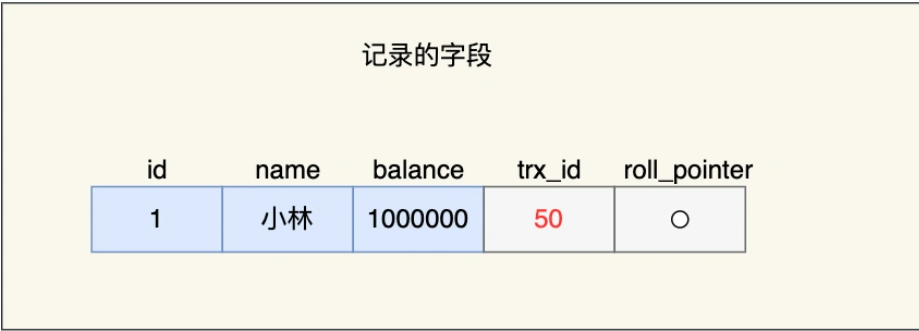 记录的字段
id name balance trx_id roll_pointer
1 小林 1000000 50